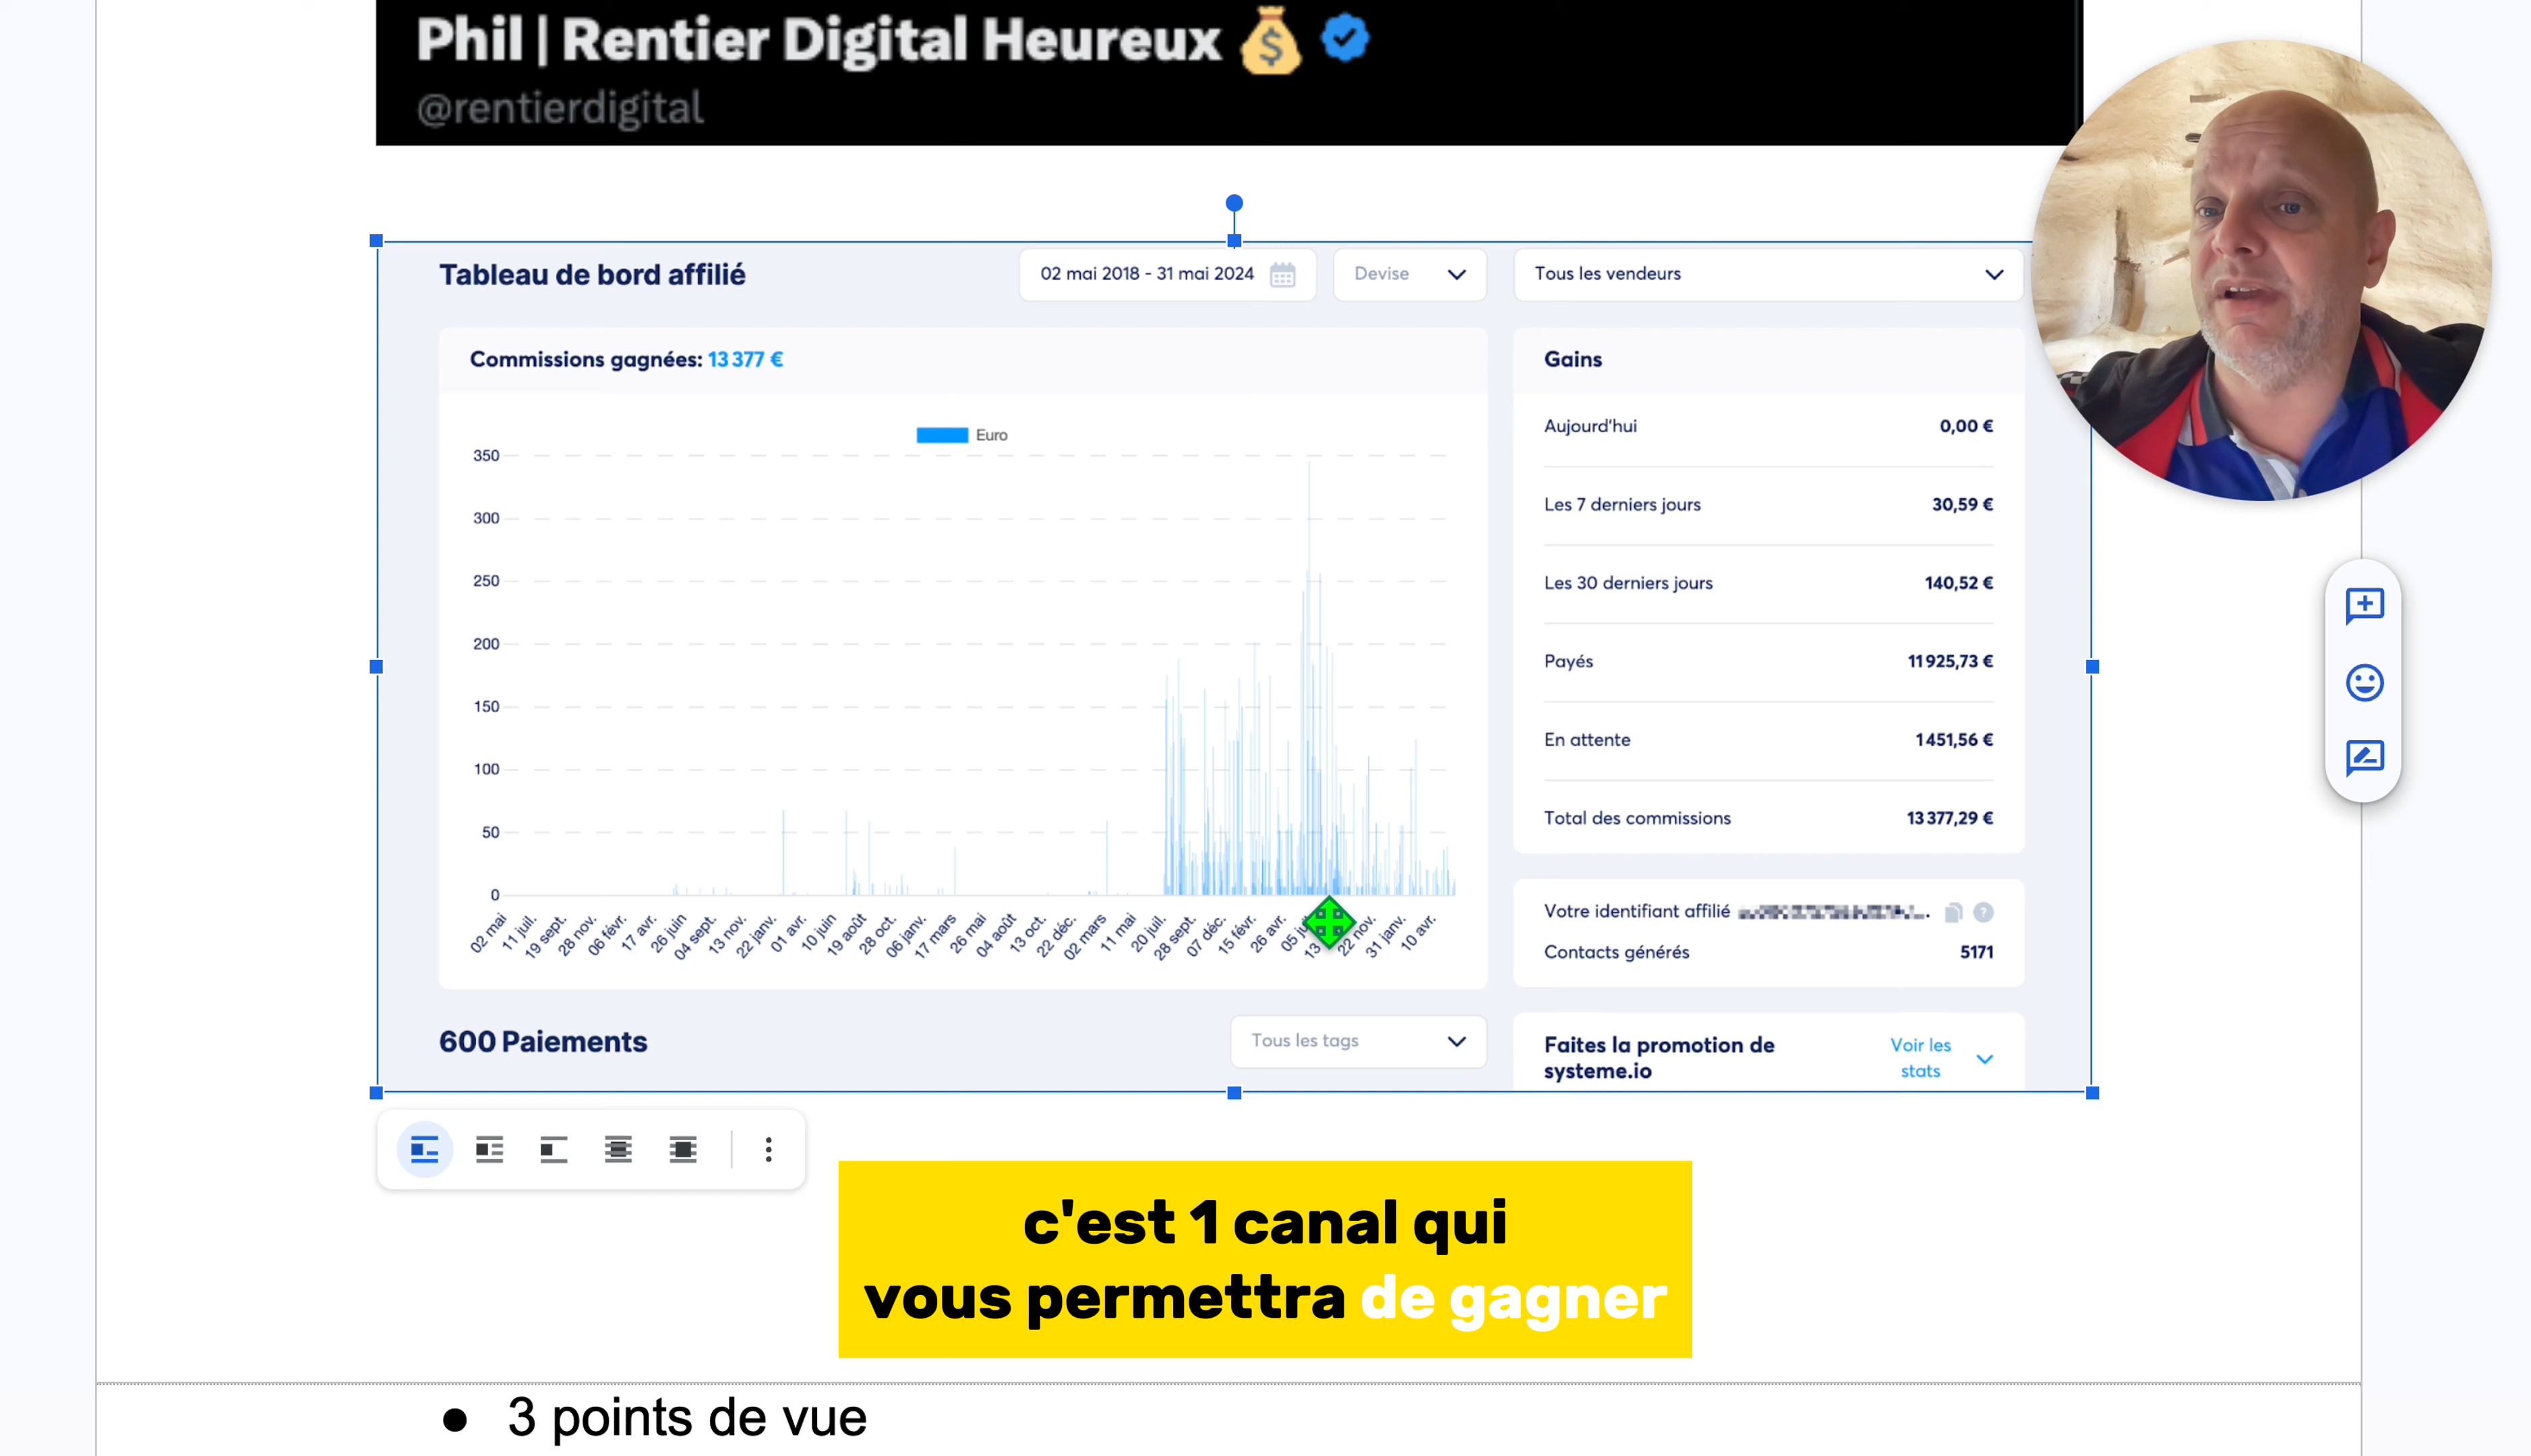 Phil | Rentier Digital Heureux
@rentierdigital
Tableau de bord affilié
02 mai 2018 - 31 mai 2024
Devise
Tous les vendeurs
Commissions gagnées: 13 377 €
Euro
350
300
250
200
150
100
50
0
02 mai
11 juil.
19 sept.
28 nov.
06 févr.
17 avr.
26 juin
04 sept.
13 nov.
22 janv.
01 avr.
10 juin
19 août
28 oct.
06 janv.
17 mars
26 mai
04 août
13 oct.
22 déc.
02 mars
11 mai
20 juil.
28 sept.
07 déc.
15 févr.
26 avr.
05
13
22 nov.
31 janv.
10 avr.
Gains
Aujourd'hui 0,00 €
Les 7 derniers jours 30,59 €
Les 30 derniers jours 140,52 €
Payés 11 925,73 €
En attente 1 451,56 €
Total des commissions 13 377,29 €
Votre identifiant affilié
Contacts générés 5171
600 Paiements
Tous les tags
Faites la promotion de
systeme.io
Voir les
stats
c'est 1 canal qui
vous permettra de gagner
● 3 points de vue